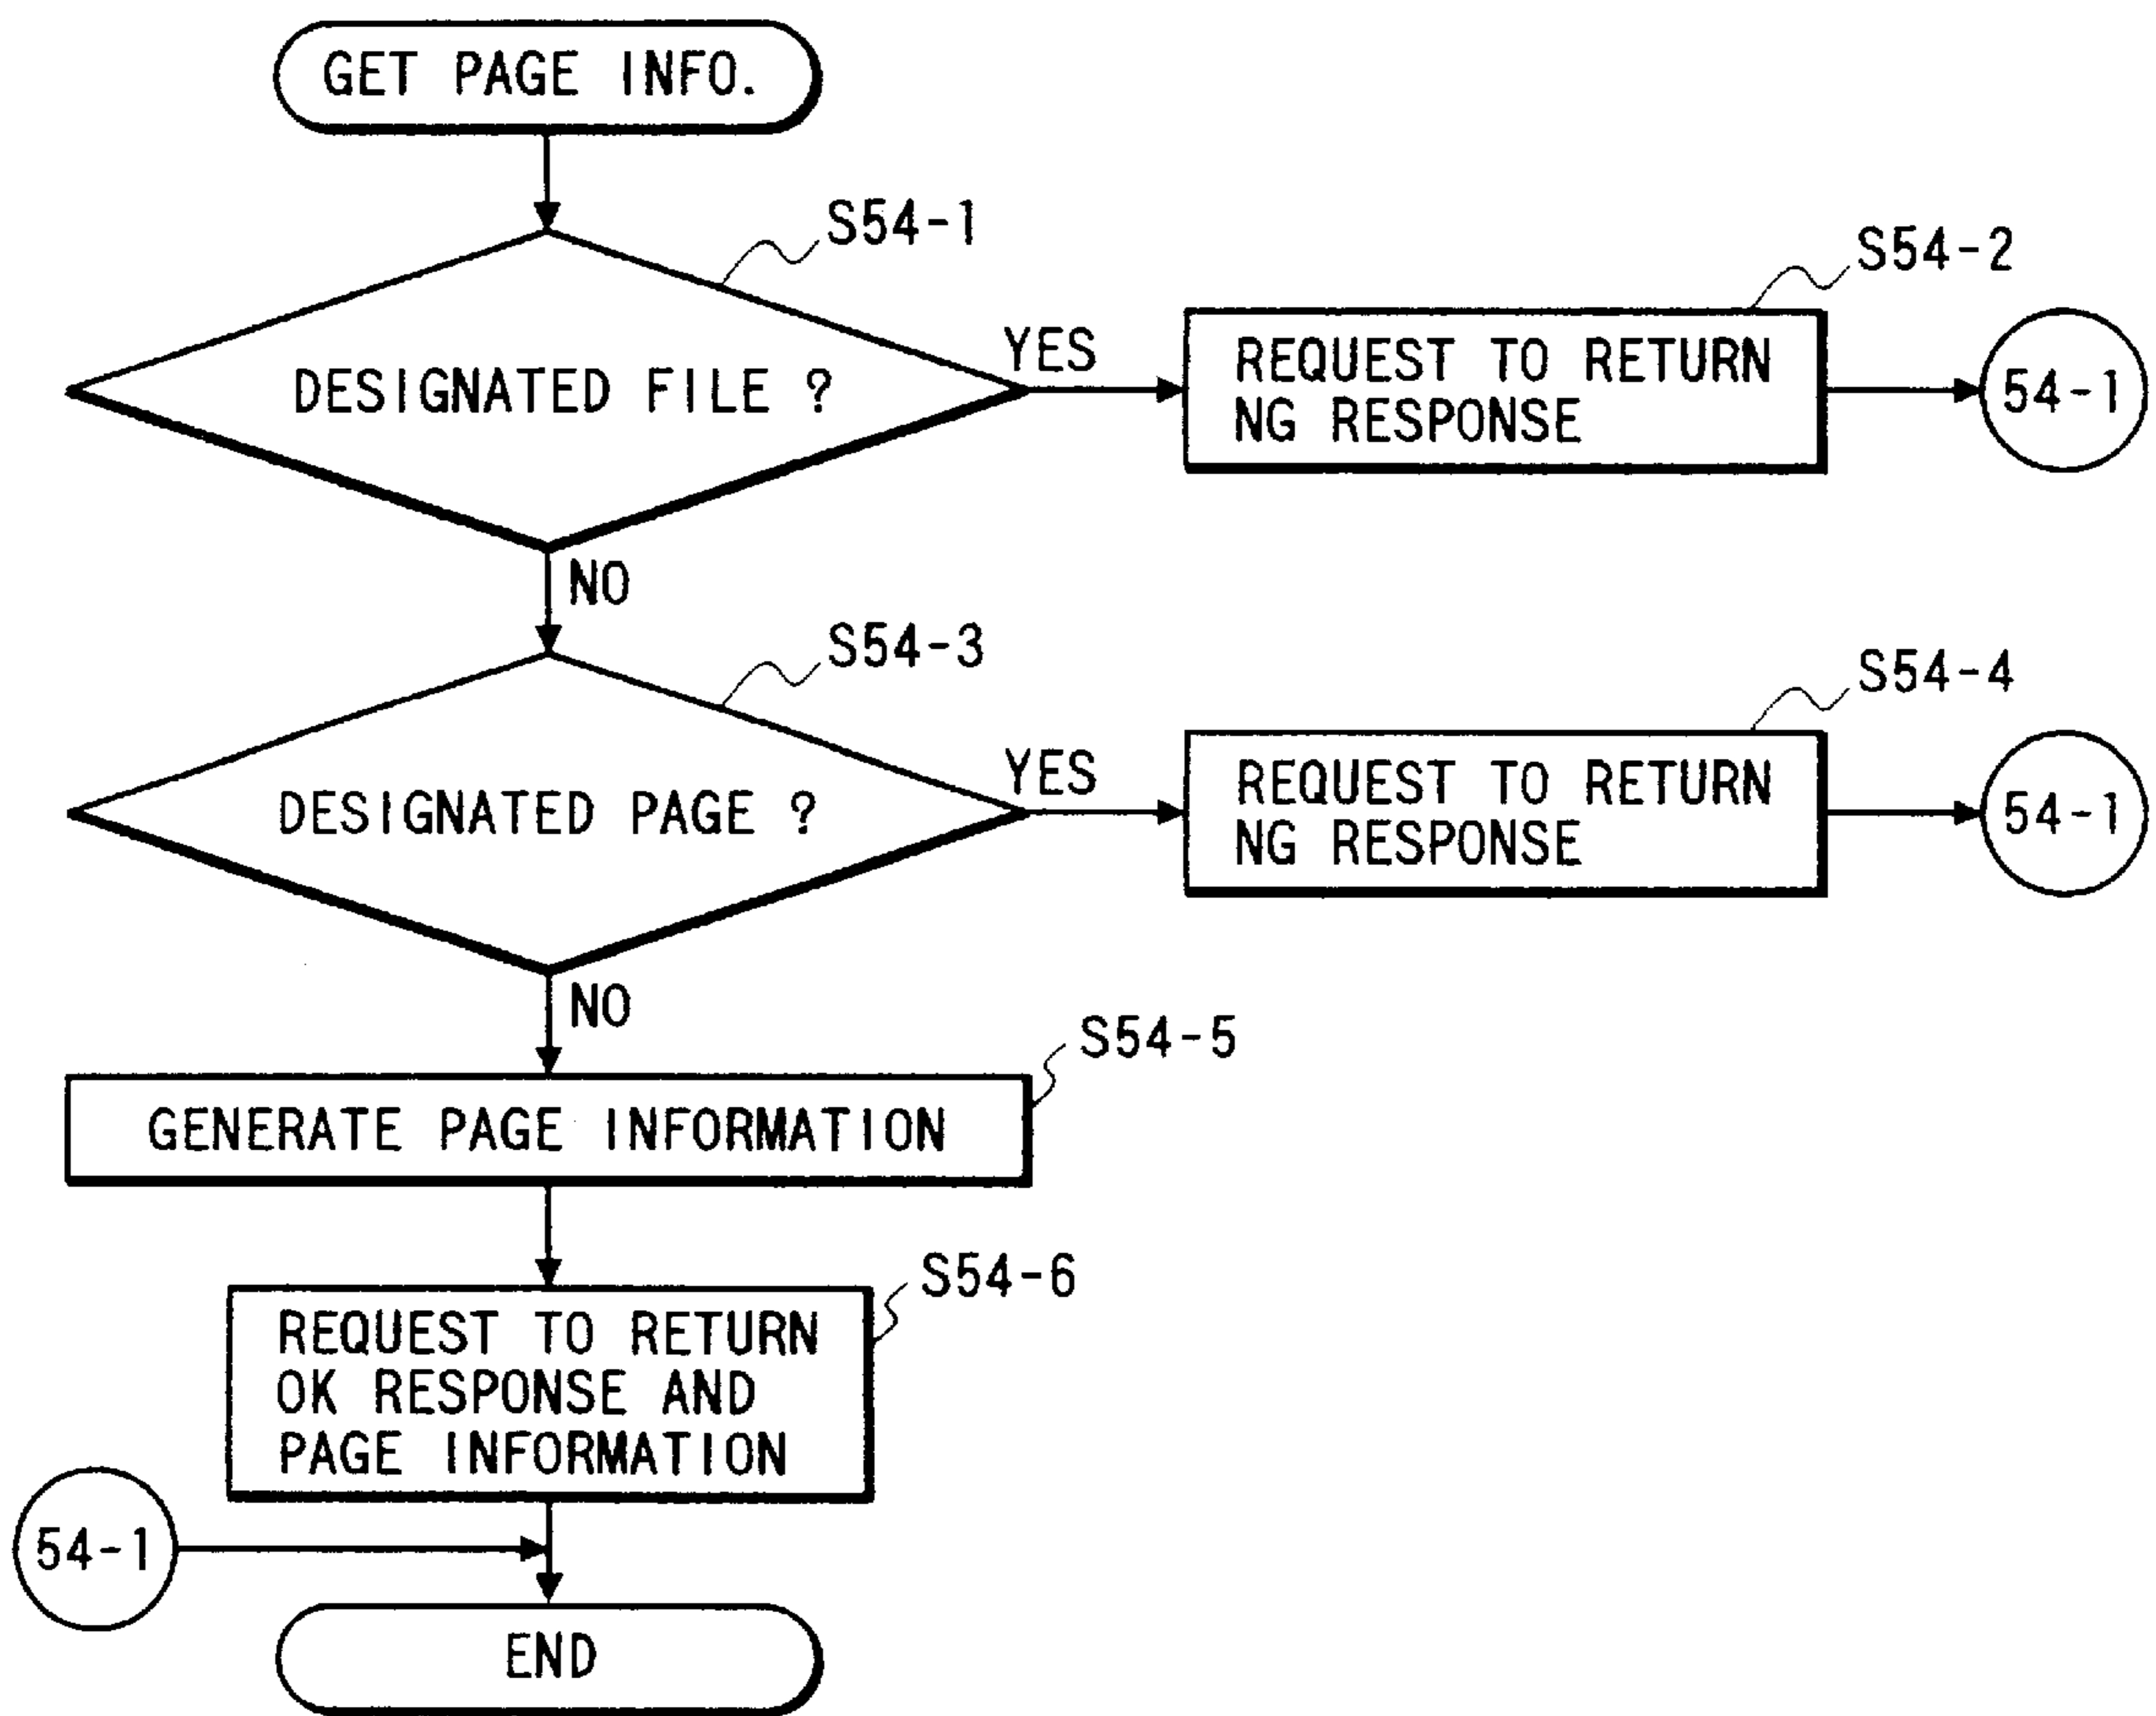 GET PAGE INFO.
S54-1
DESIGNATED FILE ?
YES
S54-2
REQUEST TO RETURN
NG RESPONSE
54-1
NO
S54-3
DESIGNATED PAGE ?
YES
S54-4
REQUEST TO RETURN
NG RESPONSE
54-1
NO
S54-5
GENERATE PAGE INFORMATION
S54-6
REQUEST TO RETURN
OK RESPONSE AND
PAGE INFORMATION
54-1
END